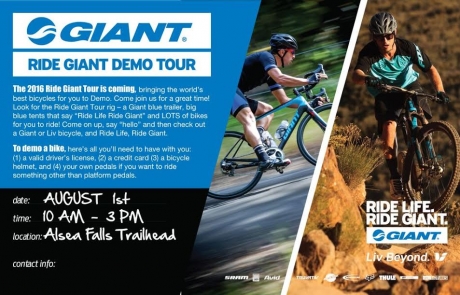 GIANT®
RIDE GIANT DEMO TOUR
The 2016 Ride Giant Tour is coming, bringing the world's
best bicycles for you to Demo. Come join us for a great time!
Look for the Ride Giant Tour rig – a Giant blue trailer, big
blue tents that say "Ride Life Ride Giant" and LOTS of bikes
for you to ride! Come on up, say "hello" and then check out
a Giant or Liv bicycle, and Ride Life, Ride Giant.
To demo a bike, here's all you'll need to have with you:
(1) a valid driver's license, (2) a credit card (3) a bicycle
helmet, and (4) your own pedals if you want to ride
something other than platform pedals.
date: AUGUST 1st
time: 10 AM - 3 PM
location: Alsea Falls Trailhead
contact info:
RIDE LIFE.
RIDE GIANT.
GIANT
Liv Beyond.
SRAM Avid THULE